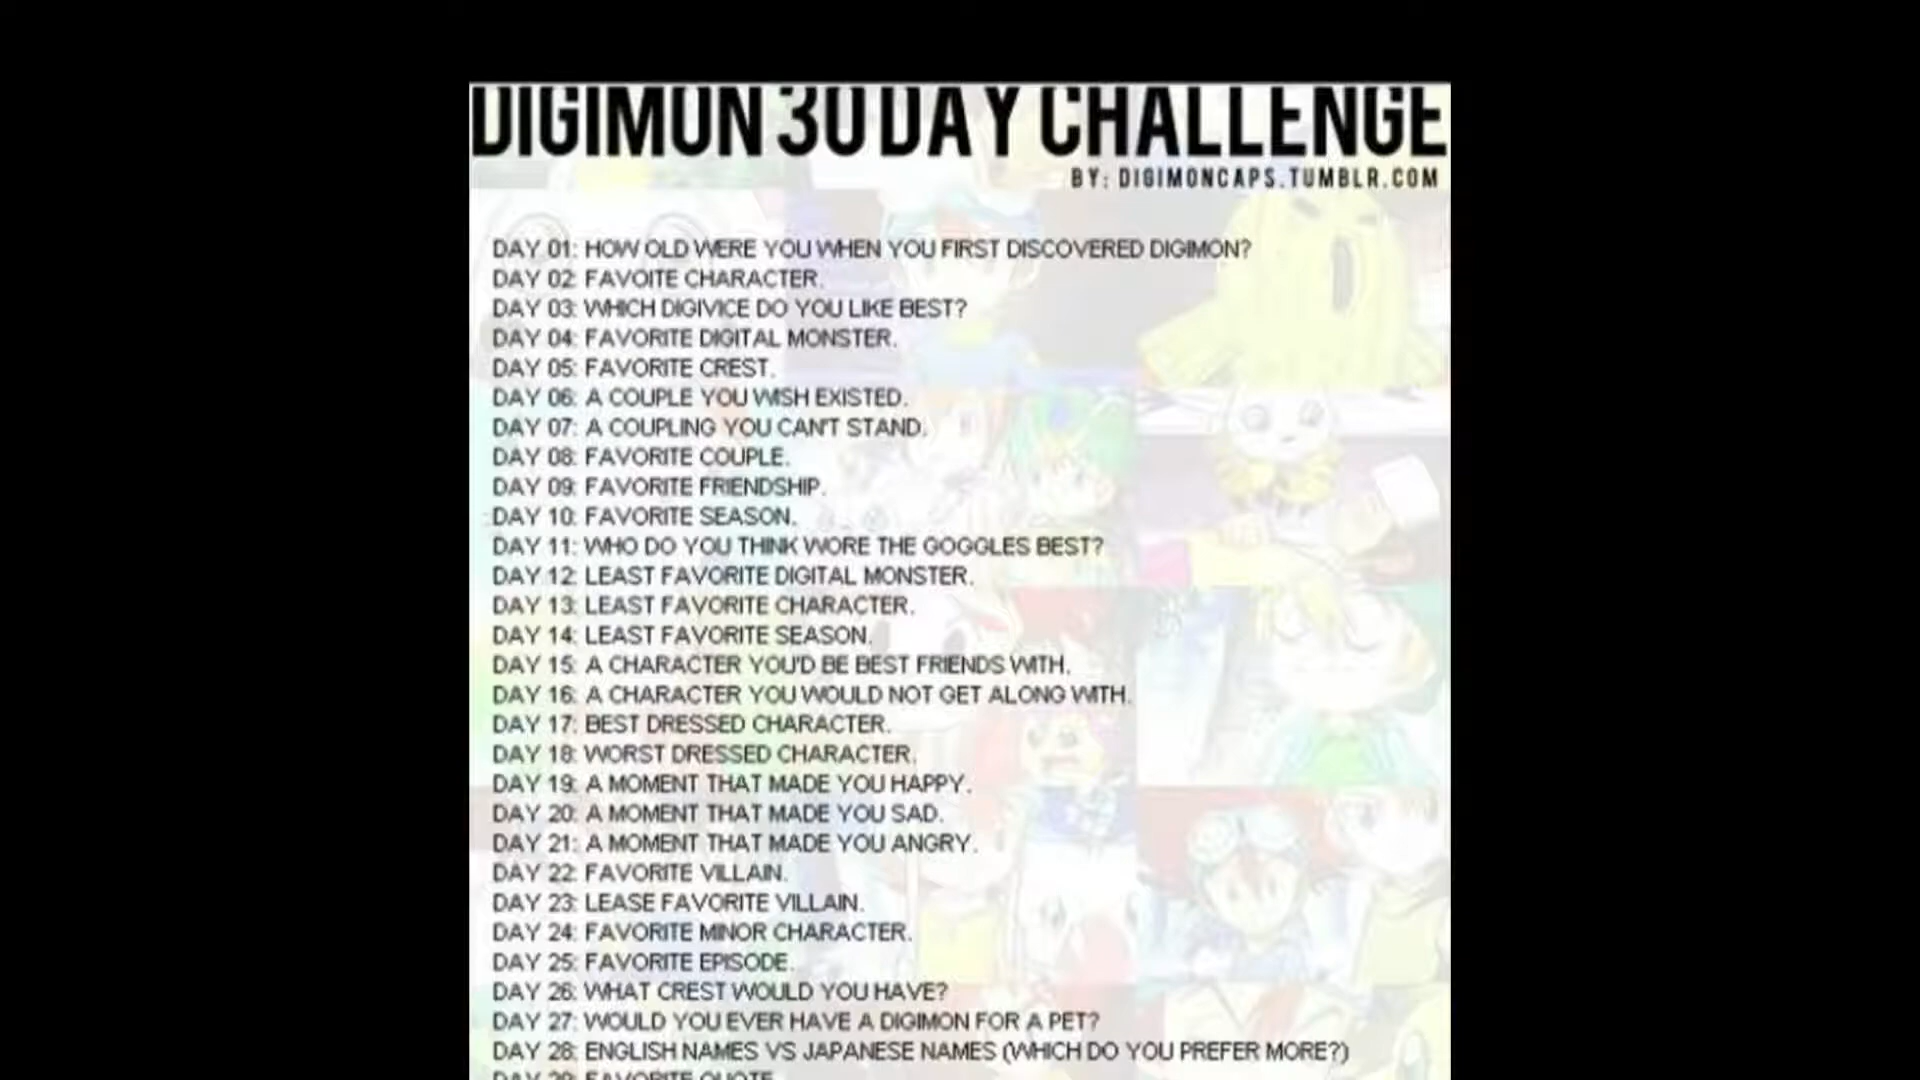 DIGIMON 30 DAY CHALLENGE
BY: DIGIMONCAPS.TUMBLR.COM
DAY 01: HOW OLD WERE YOU WHEN YOU FIRST DISCOVERED DIGIMON?
DAY 02: FAVOITE CHARACTER.
DAY 03: WHICH DIGIVICE DO YOU LIKE BEST?
DAY 04: FAVORITE DIGITAL MONSTER.
DAY 05: FAVORITE CREST.
DAY 06: A COUPLE YOU WISH EXISTED.
DAY 07: A COUPLING YOU CAN'T STAND.
DAY 08: FAVORITE COUPLE.
DAY 09: FAVORITE FRIENDSHIP.
DAY 10: FAVORITE SEASON.
DAY 11: WHO DO YOU THINK WORE THE GOGGLES BEST?
DAY 12: LEAST FAVORITE DIGITAL MONSTER.
DAY 13: LEAST FAVORITE CHARACTER.
DAY 14: LEAST FAVORITE SEASON.
DAY 15: A CHARACTER YOU'D BE BEST FRIENDS WITH.
DAY 16: A CHARACTER YOU WOULD NOT GET ALONG WITH.
DAY 17: BEST DRESSED CHARACTER.
DAY 18: WORST DRESSED CHARACTER.
DAY 19: A MOMENT THAT MADE YOU HAPPY.
DAY 20: A MOMENT THAT MADE YOU SAD.
DAY 21: A MOMENT THAT MADE YOU ANGRY.
DAY 22: FAVORITE VILLAIN.
DAY 23: LEASE FAVORITE VILLAIN.
DAY 24: FAVORITE MINOR CHARACTER.
DAY 25: FAVORITE EPISODE.
DAY 26: WHAT CREST WOULD YOU HAVE?
DAY 27: WOULD YOU EVER HAVE A DIGIMON FOR A PET?
DAY 28: ENGLISH NAMES VS JAPANESE NAMES (WHICH DO YOU PREFER MORE?)
DAY 29: FAVORITE QUOTE